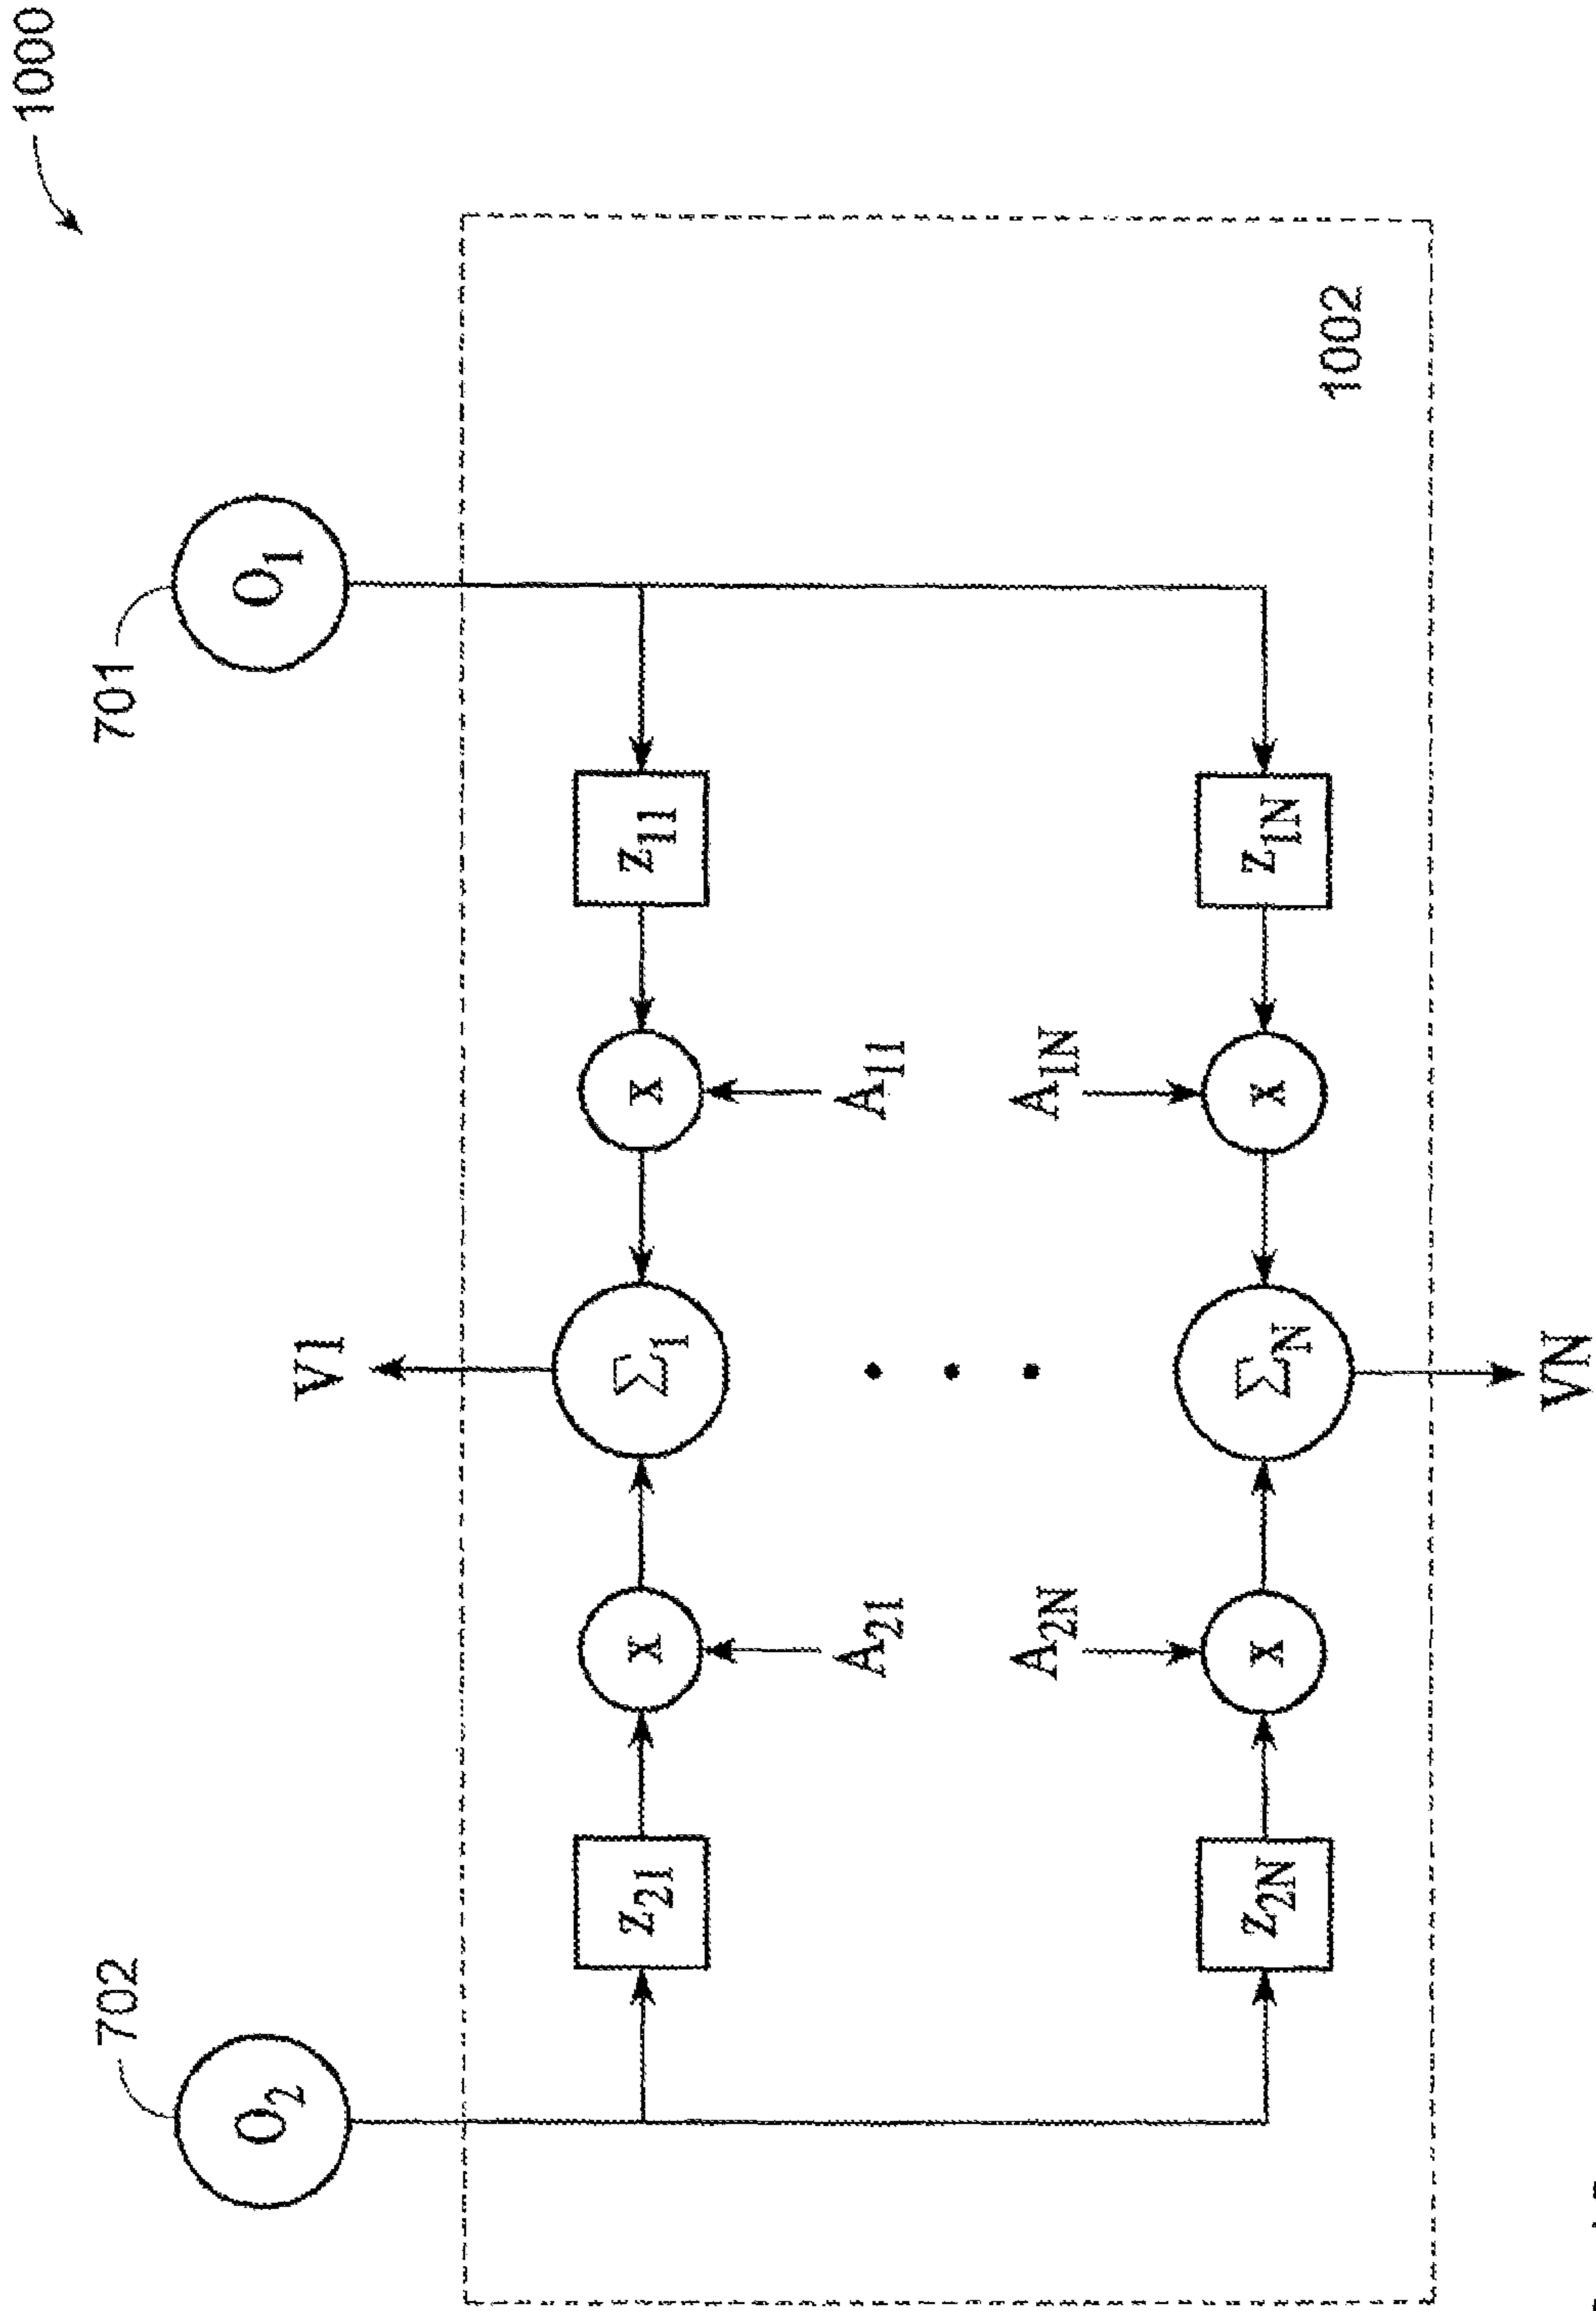 1000
702
701
O₂
O₁
V1
Z₂₁
x
Σ₁
x
Z₁₁
A₂₁
A₁₁
A₂N
A₁N
Z₂N
x
ΣN
x
Z₁N
1002
VN